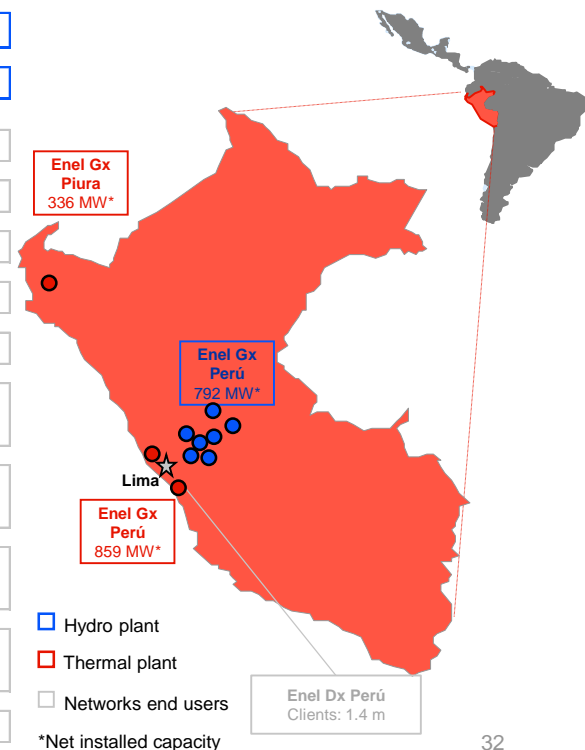 Enel Gx
Piura
336 MW*
Enel Gx
Perú
792 MW*
Lima
Enel Gx
Perú
859 MW*
Hydro plant
Thermal plant
Networks end users
Enel Dx Perú
Clients: 1.4 m
*Net installed capacity
32